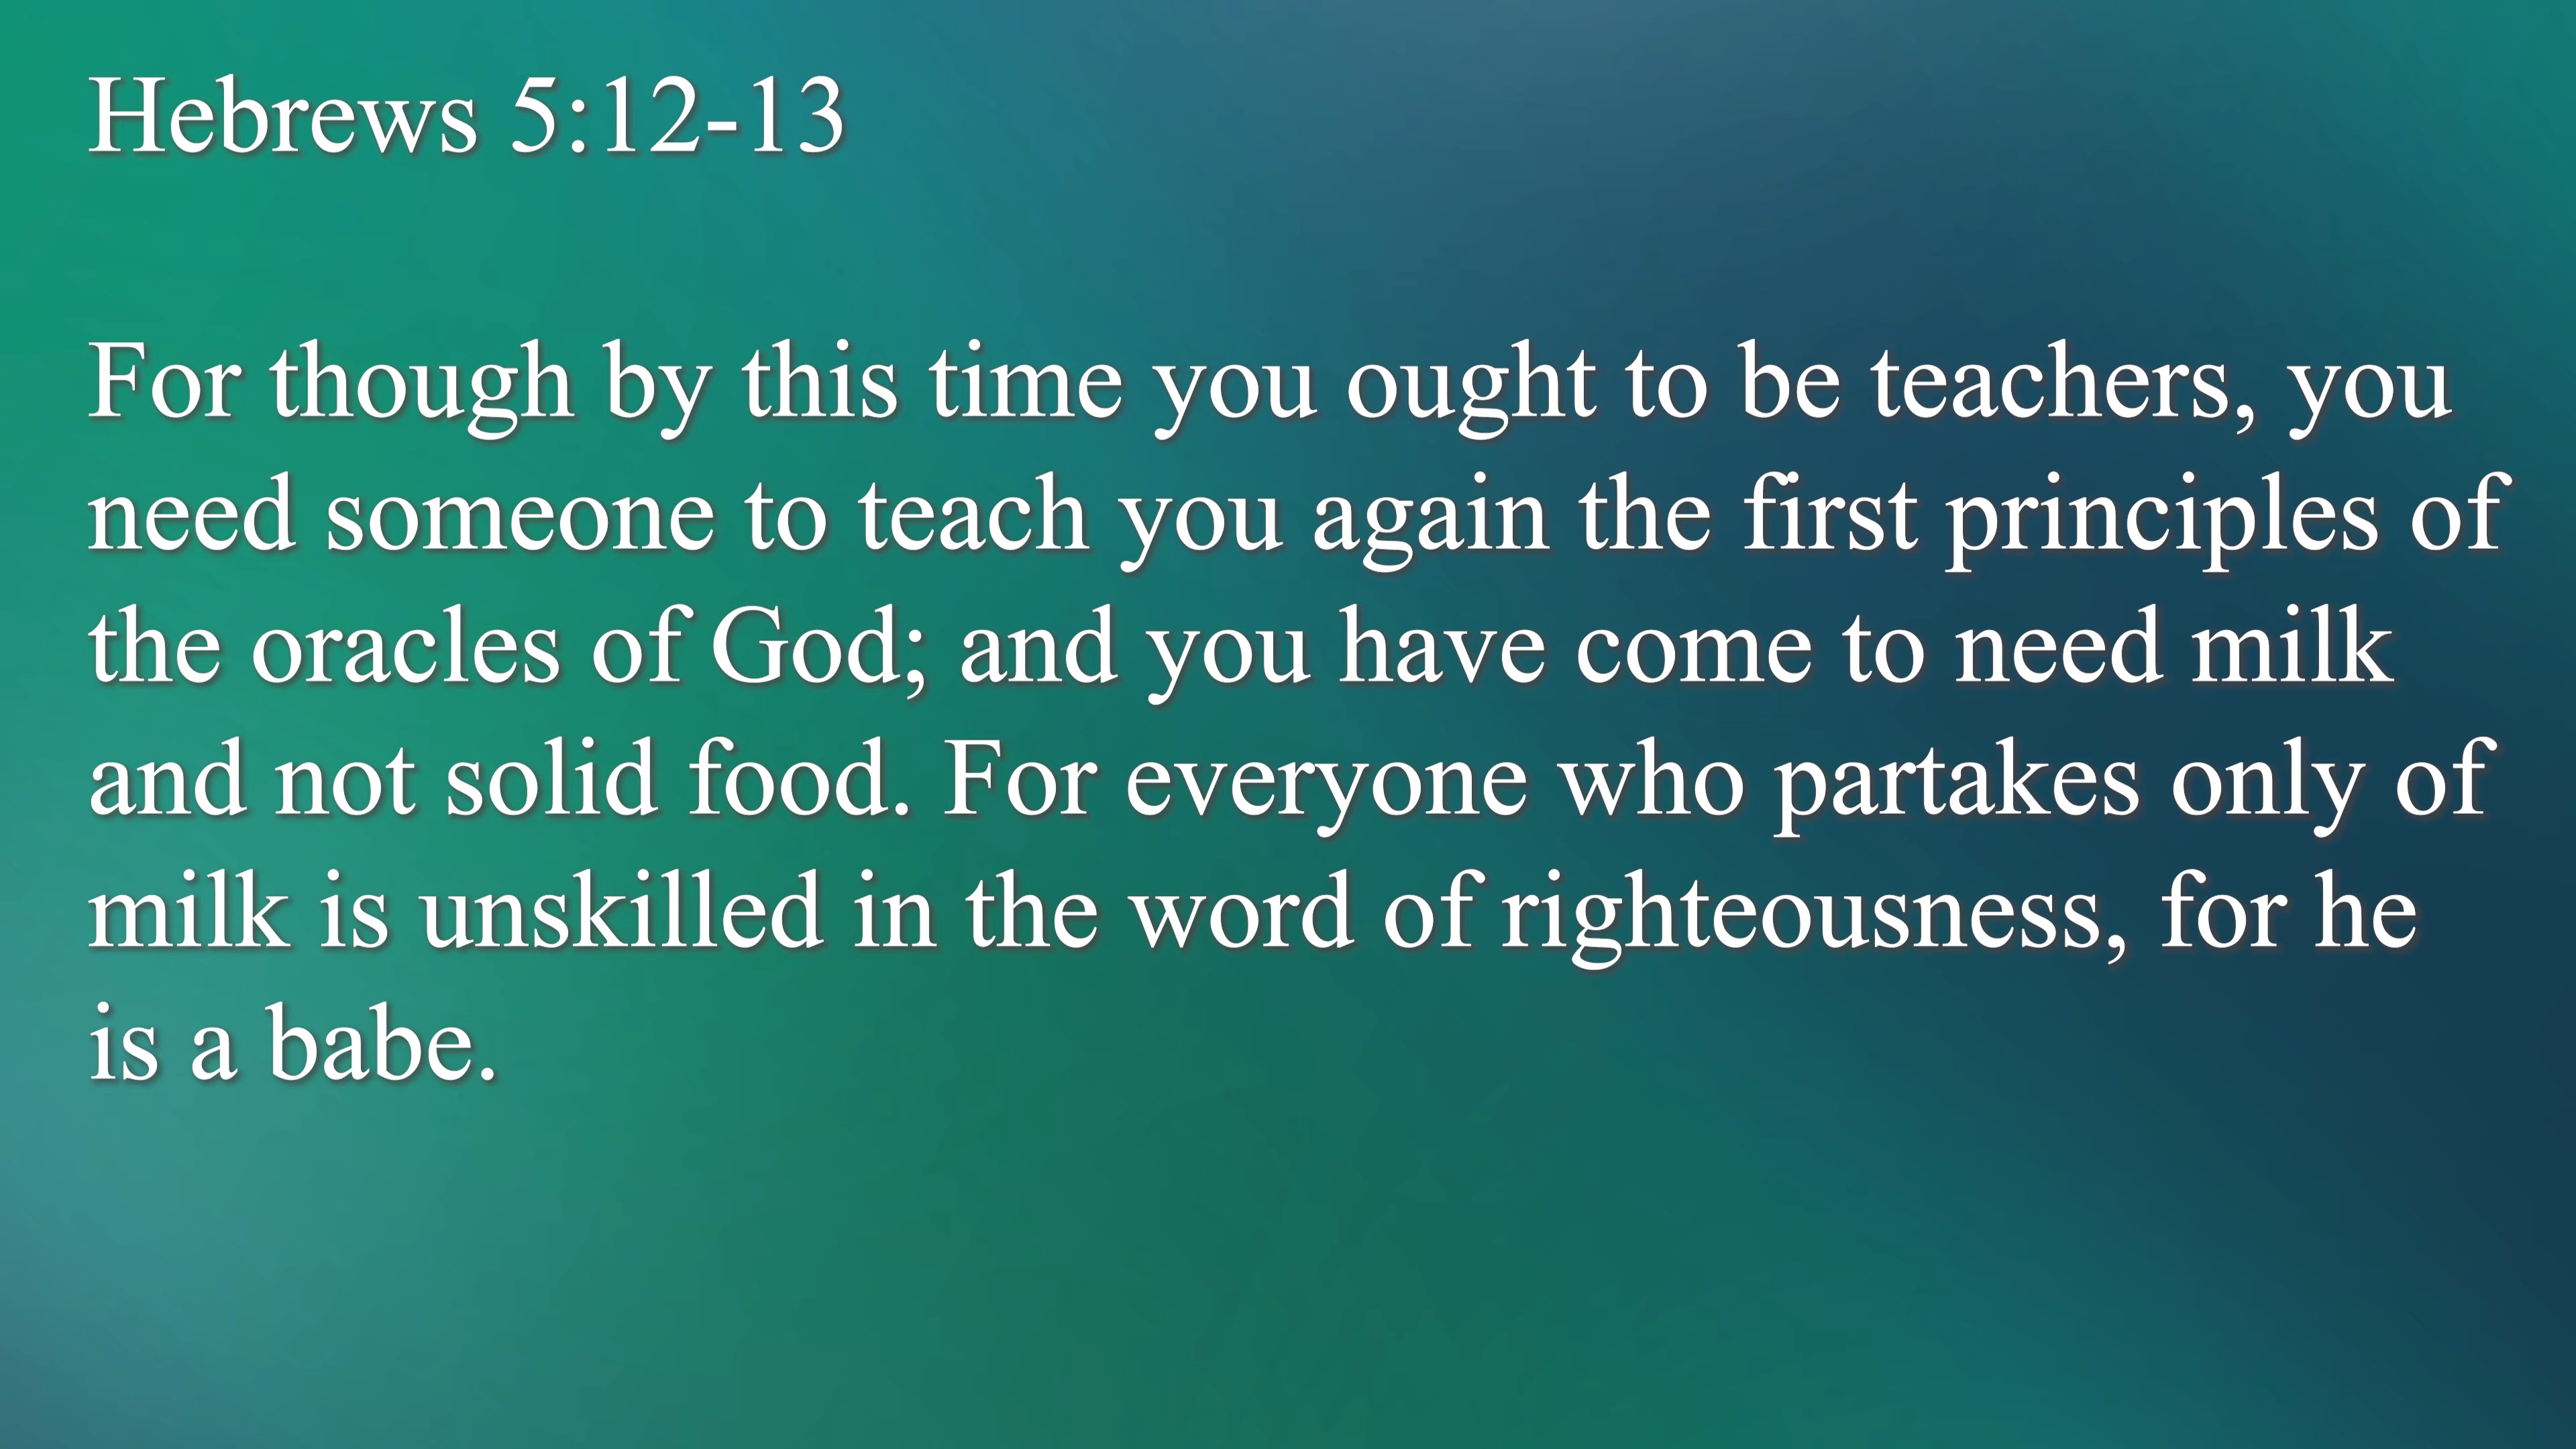 Hebrews 5:12-13
For though by this time you ought to be teachers, you
need someone to teach you again the first principles of
the oracles of God; and you have come to need milk
and not solid food. For everyone who partakes only of
milk is unskilled in the word of righteousness, for he
is a babe.